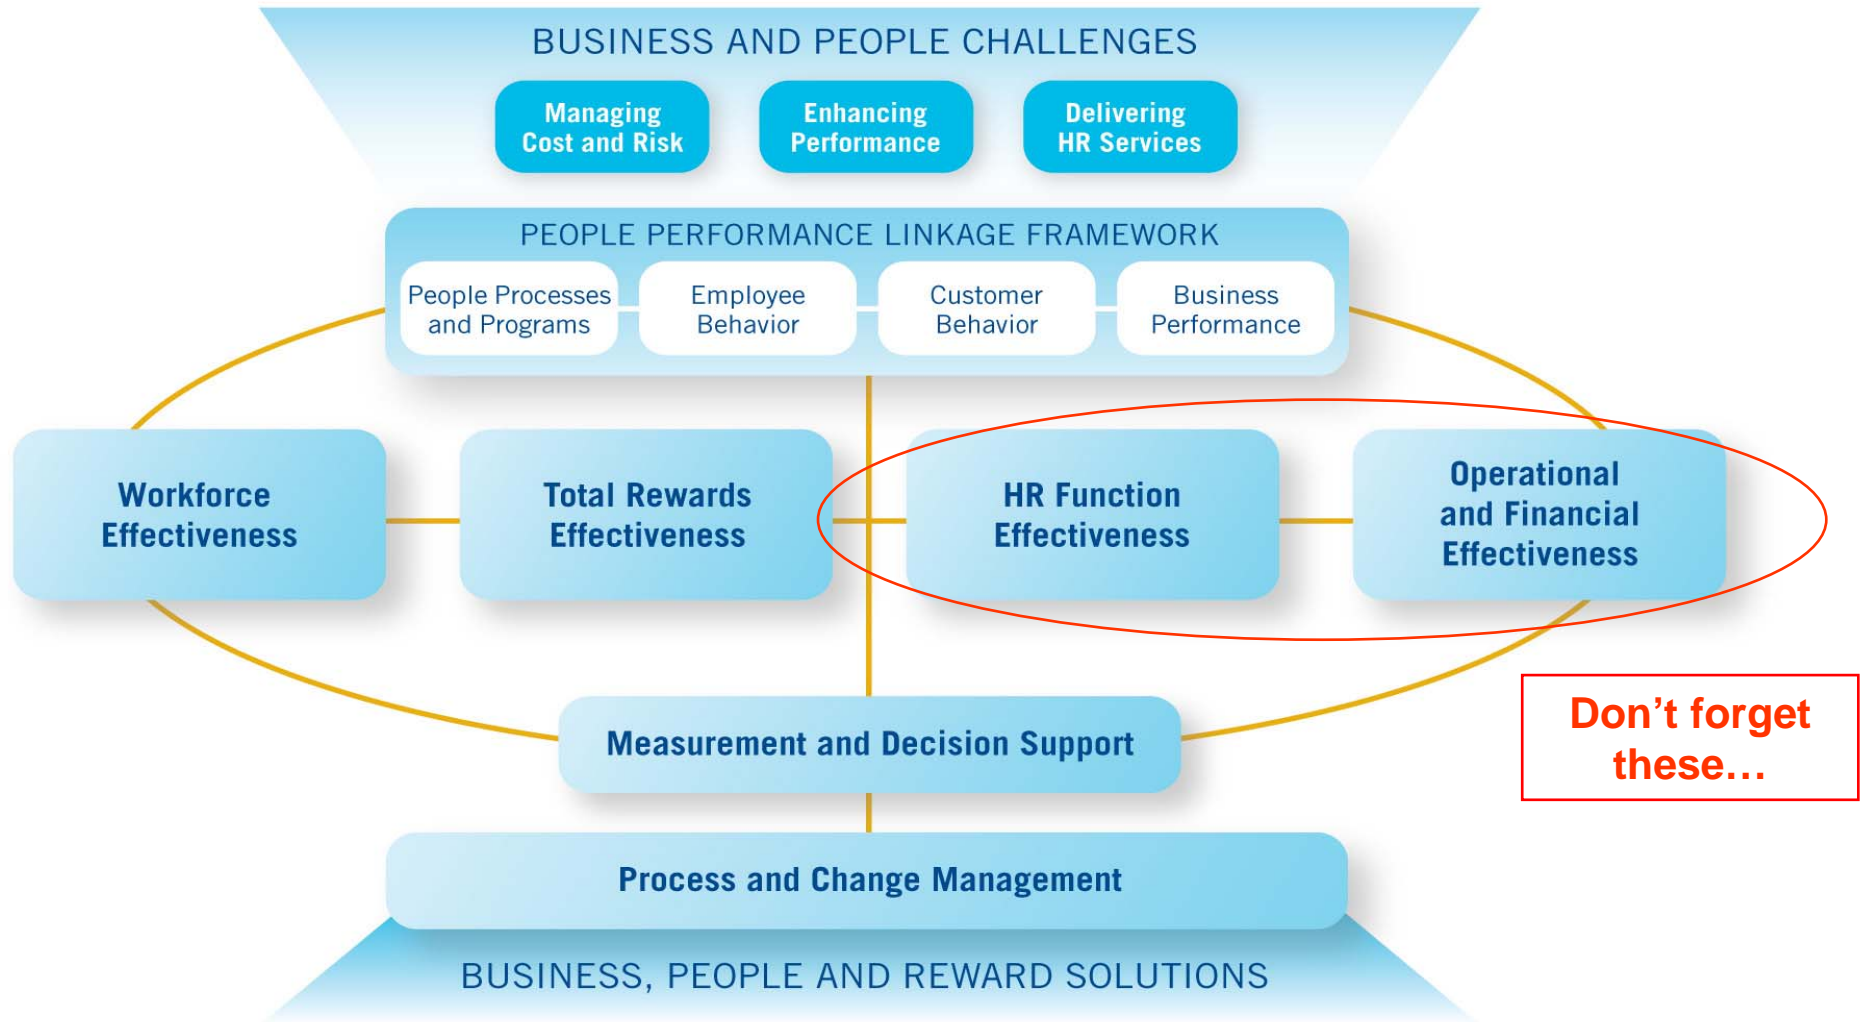 BUSINESS AND PEOPLE CHALLENGES
Managing
Cost and Risk
Enhancing
Performance
Delivering
HR Services
PEOPLE PERFORMANCE LINKAGE FRAMEWORK
People Processes
and Programs
Employee
Behavior
Customer
Behavior
Business
Performance
Workforce
Effectiveness
Total Rewards
Effectiveness
HR Function
Effectiveness
Operational
and Financial
Effectiveness
Don’t forget
these…
Measurement and Decision Support
Process and Change Management
BUSINESS, PEOPLE AND REWARD SOLUTIONS